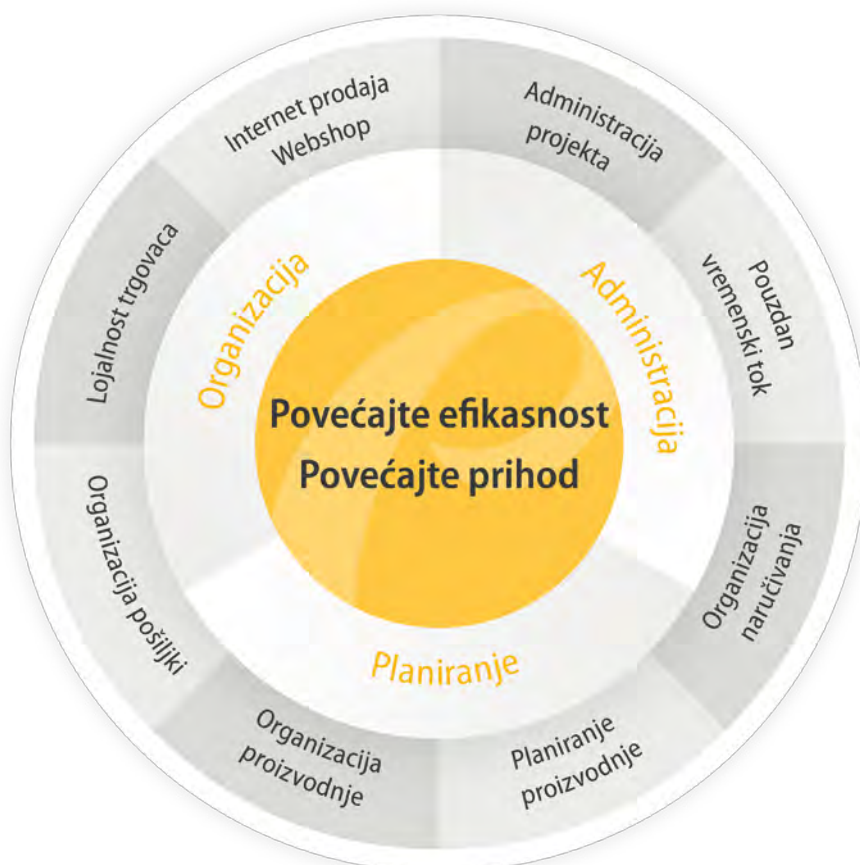 Povećajte efikasnost
Povećajte prihod
Organizacija
Administracija
Planiranje
Internet prodaja
Webshop
Administracija
projekta
Pouzdan
vremenski tok
Organizacija
naručivanja
Planiranje
proizvodnje
Organizacija
proizvodnje
Organizacija pošiljki
Lojalnost trgovaca